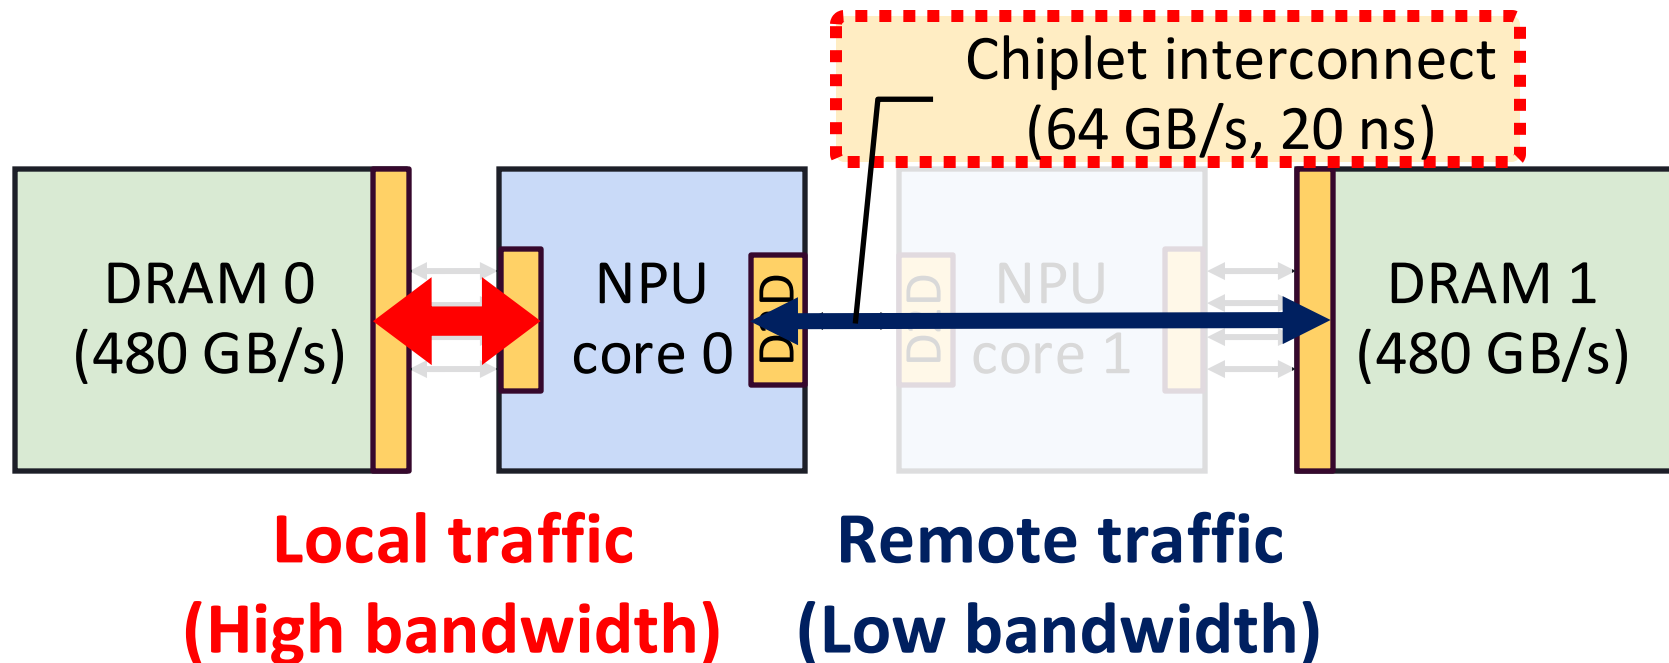 Chiplet interconnect
(64 GB/s, 20 ns)
DRAM 0
(480 GB/s)
NPU
core 0
D2D
D2D
NPU
core 1
DRAM 1
(480 GB/s)
Local traffic
(High bandwidth)
Remote traffic
(Low bandwidth)